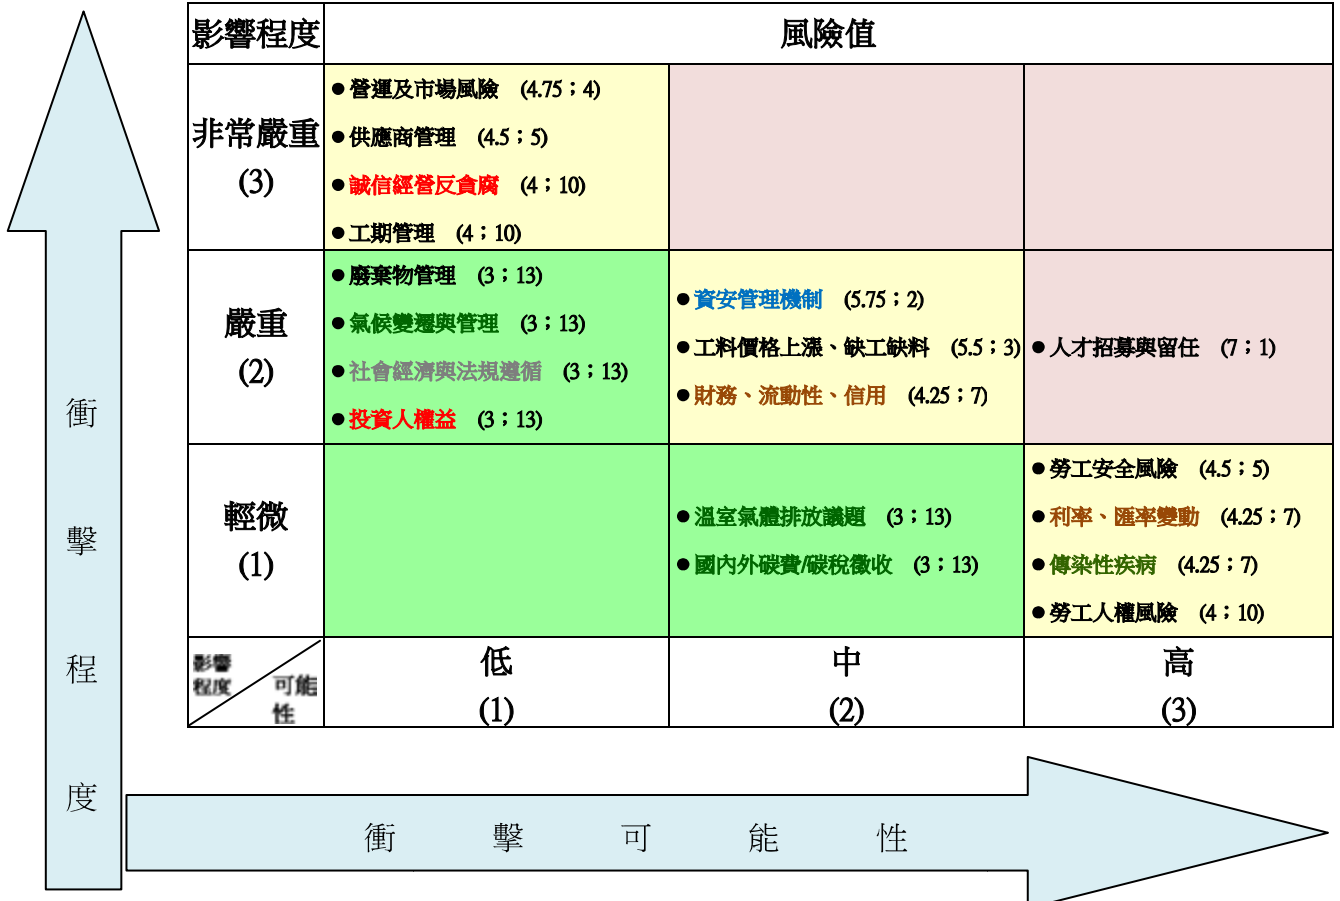 影響程度 風險值
非常嚴重
(3)
●營運及市場風險 (4.75；4)
●供應商管理 (4.5；5)
●誠信經營反貪腐 (4；10)
●工期管理 (4；10)
嚴重
(2)
●廢棄物管理 (3；13)
●氣候變遷與管理 (3；13)
●社會經濟與法規遵循 (3；13)
●投資人權益 (3；13)
●資安管理機制 (5.75；2)
●工料價格上漲、缺工缺料 (5.5；3)
●財務、流動性、信用 (4.25；7)
●人才招募與留任 (7；1)
輕微
(1)
●溫室氣體排放議題 (3；13)
●國內外碳費/碳稅徵收 (3；13)
●勞工安全風險 (4.5；5)
●利率、匯率變動 (4.25；7)
●傳染性疾病 (4.25；7)
●勞工人權風險 (4；10)
影響
程度
可能
性
低
(1)
中
(2)
高
(3)
衝擊程度
衝擊可能性